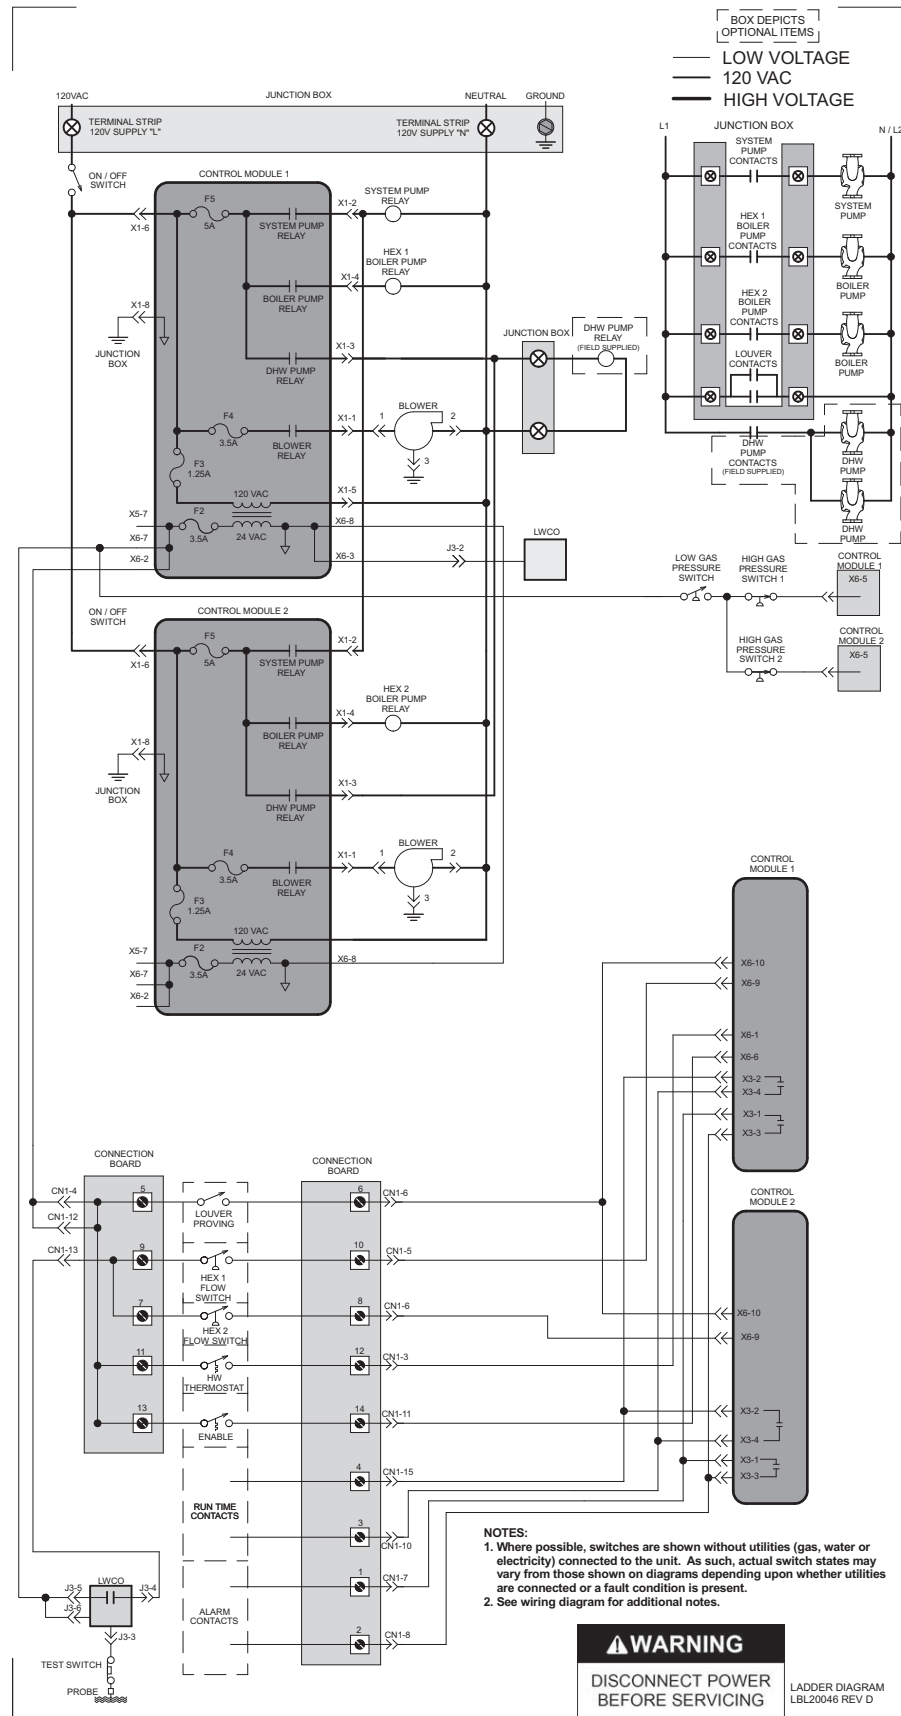 BOX DEPICTS
OPTIONAL ITEMS
LOW VOLTAGE
120 VAC
HIGH VOLTAGE
120VAC
JUNCTION BOX
NEUTRAL
GROUND
TERMINAL STRIP
120V SUPPLY "L"
TERMINAL STRIP
120V SUPPLY "N"
ON / OFF
SWITCH
CONTROL MODULE 1
F5
5A
X1-6
SYSTEM PUMP
RELAY
X1-2
SYSTEM PUMP
RELAY
HEX 1
BOILER PUMP
RELAY
X1-4
BOILER PUMP
RELAY
X1-8
JUNCTION
BOX
X1-3
DHW PUMP
RELAY
JUNCTION BOX
DHW PUMP
RELAY
(FIELD SUPPLIED)
F4
3.5A
X1-1
BLOWER
RELAY
BLOWER
1
2
3
F3
1.25A
120 VAC
X1-5
X5-7
F2
3.5A
24 VAC
X6-8
X6-7
X6-2
X6-3
J3-2
LWCO
L1
JUNCTION BOX
N / L2
SYSTEM
PUMP
CONTACTS
SYSTEM
PUMP
HEX 1
BOILER
PUMP
CONTACTS
BOILER
PUMP
HEX 2
BOILER
PUMP
CONTACTS
BOILER
PUMP
LOUVER
CONTACTS
DHW
PUMP
CONTACTS
(FIELD SUPPLIED)
DHW
PUMP
DHW
PUMP
LOW GAS
PRESSURE
SWITCH
HIGH GAS
PRESSURE
SWITCH 1
CONTROL
MODULE 1
X6-5
HIGH GAS
PRESSURE
SWITCH 2
CONTROL
MODULE 2
X6-5
ON / OFF
SWITCH
CONTROL MODULE 2
F5
5A
X1-6
SYSTEM PUMP
RELAY
X1-2
HEX 2
BOILER PUMP
RELAY
X1-4
BOILER PUMP
RELAY
X1-8
JUNCTION
BOX
X1-3
DHW PUMP
RELAY
F4
3.5A
X1-1
BLOWER
RELAY
BLOWER
1
2
3
F3
1.25A
120 VAC
X5-7
F2
3.5A
24 VAC
X6-8
X6-7
X6-2
CONTROL
MODULE 1
X6-10
X6-9
X6-1
X6-6
X3-2
X3-4
X3-1
X3-3
CONTROL
MODULE 2
X6-10
X6-9
X3-2
X3-4
X3-1
X3-3
CONNECTION
BOARD
CONNECTION
BOARD
CN1-4
5
LOUVER
PROVING
6
CN1-6
CN1-12
CN1-13
9
HEX 1
FLOW
SWITCH
10
CN1-5
7
HEX 2
FLOW SWITCH
8
CN1-6
11
HW
THERMOSTAT
12
CN1-3
13
ENABLE
14
CN1-11
4
CN1-15
RUN TIME
CONTACTS
3
CN1-10
1
CN1-7
ALARM
CONTACTS
2
CN1-8
LWCO
J3-5
J3-4
J3-6
J3-3
TEST SWITCH
PROBE
NOTES:
1. Where possible, switches are shown without utilities (gas, water or
electricity) connected to the unit. As such, actual switch states may
vary from those shown on diagrams depending upon whether utilities
are connected or a fault condition is present.
2. See wiring diagram for additional notes.
WARNING
DISCONNECT POWER
BEFORE SERVICING
LADDER DIAGRAM
LBL20046 REV D